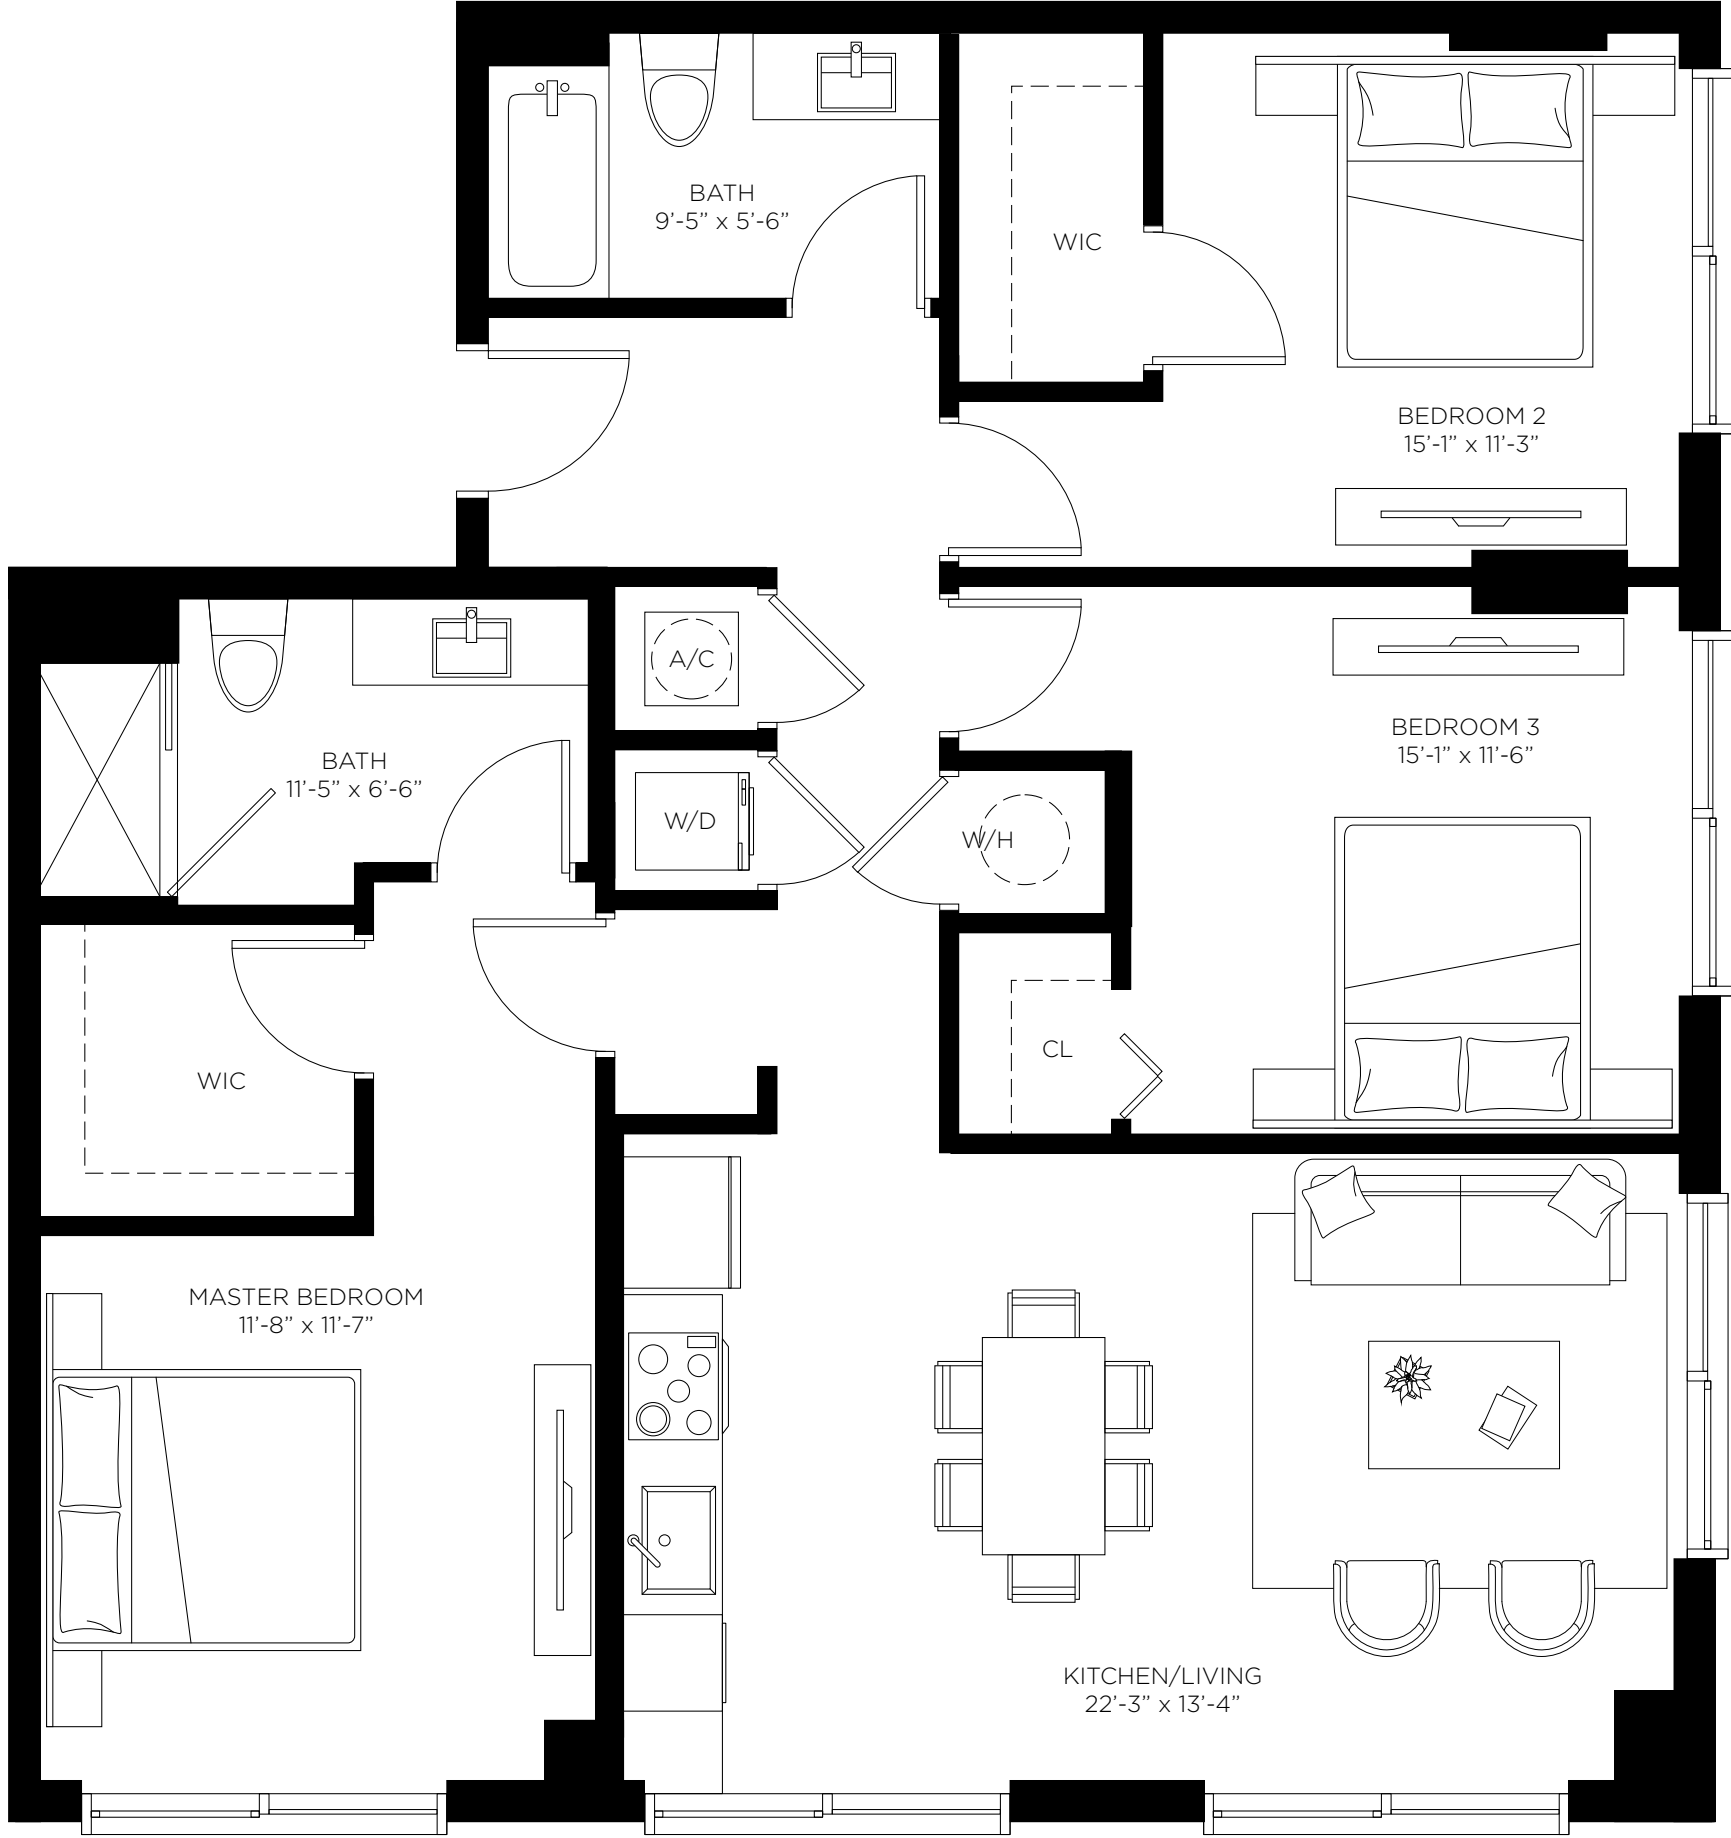 BATH
9'-5” x 5'-6”
WIC
BEDROOM 2
15'-1” x 11'-3”
A/C
BEDROOM 3
15'-1” x 11'-6”
BATH
11'-5” x 6'-6”
W/D
W/H
CL
WIC
MASTER BEDROOM
11'-8” x 11'-7”
KITCHEN/LIVING
22'-3” x 13'-4”